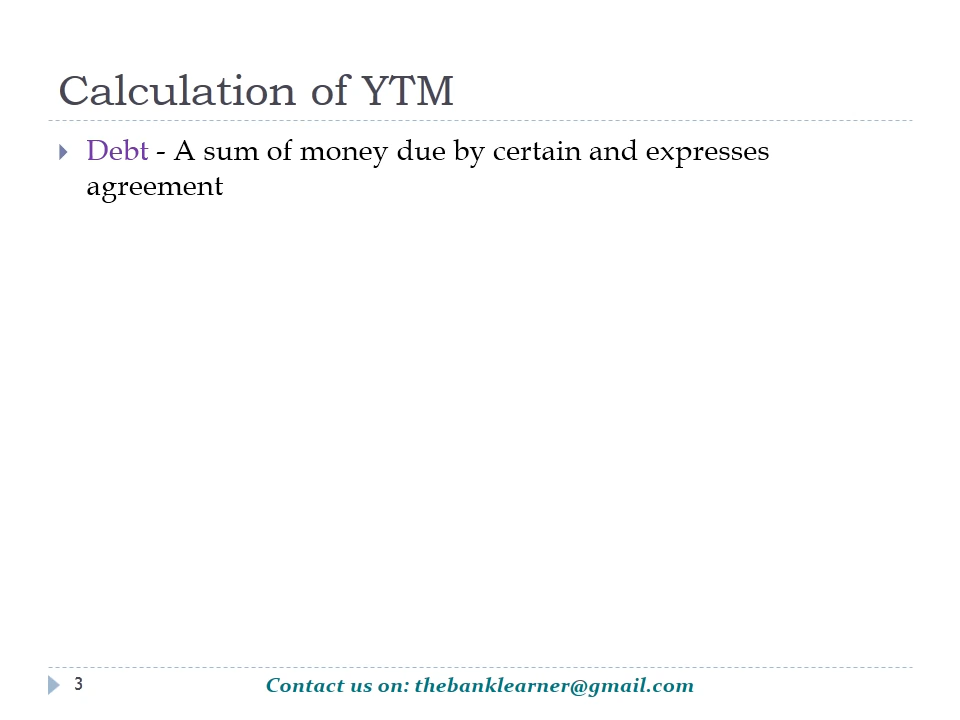 Calculation of YTM
Debt - A sum of money due by certain and expresses
agreement
3
Contact us on: thebanklearner@gmail.com